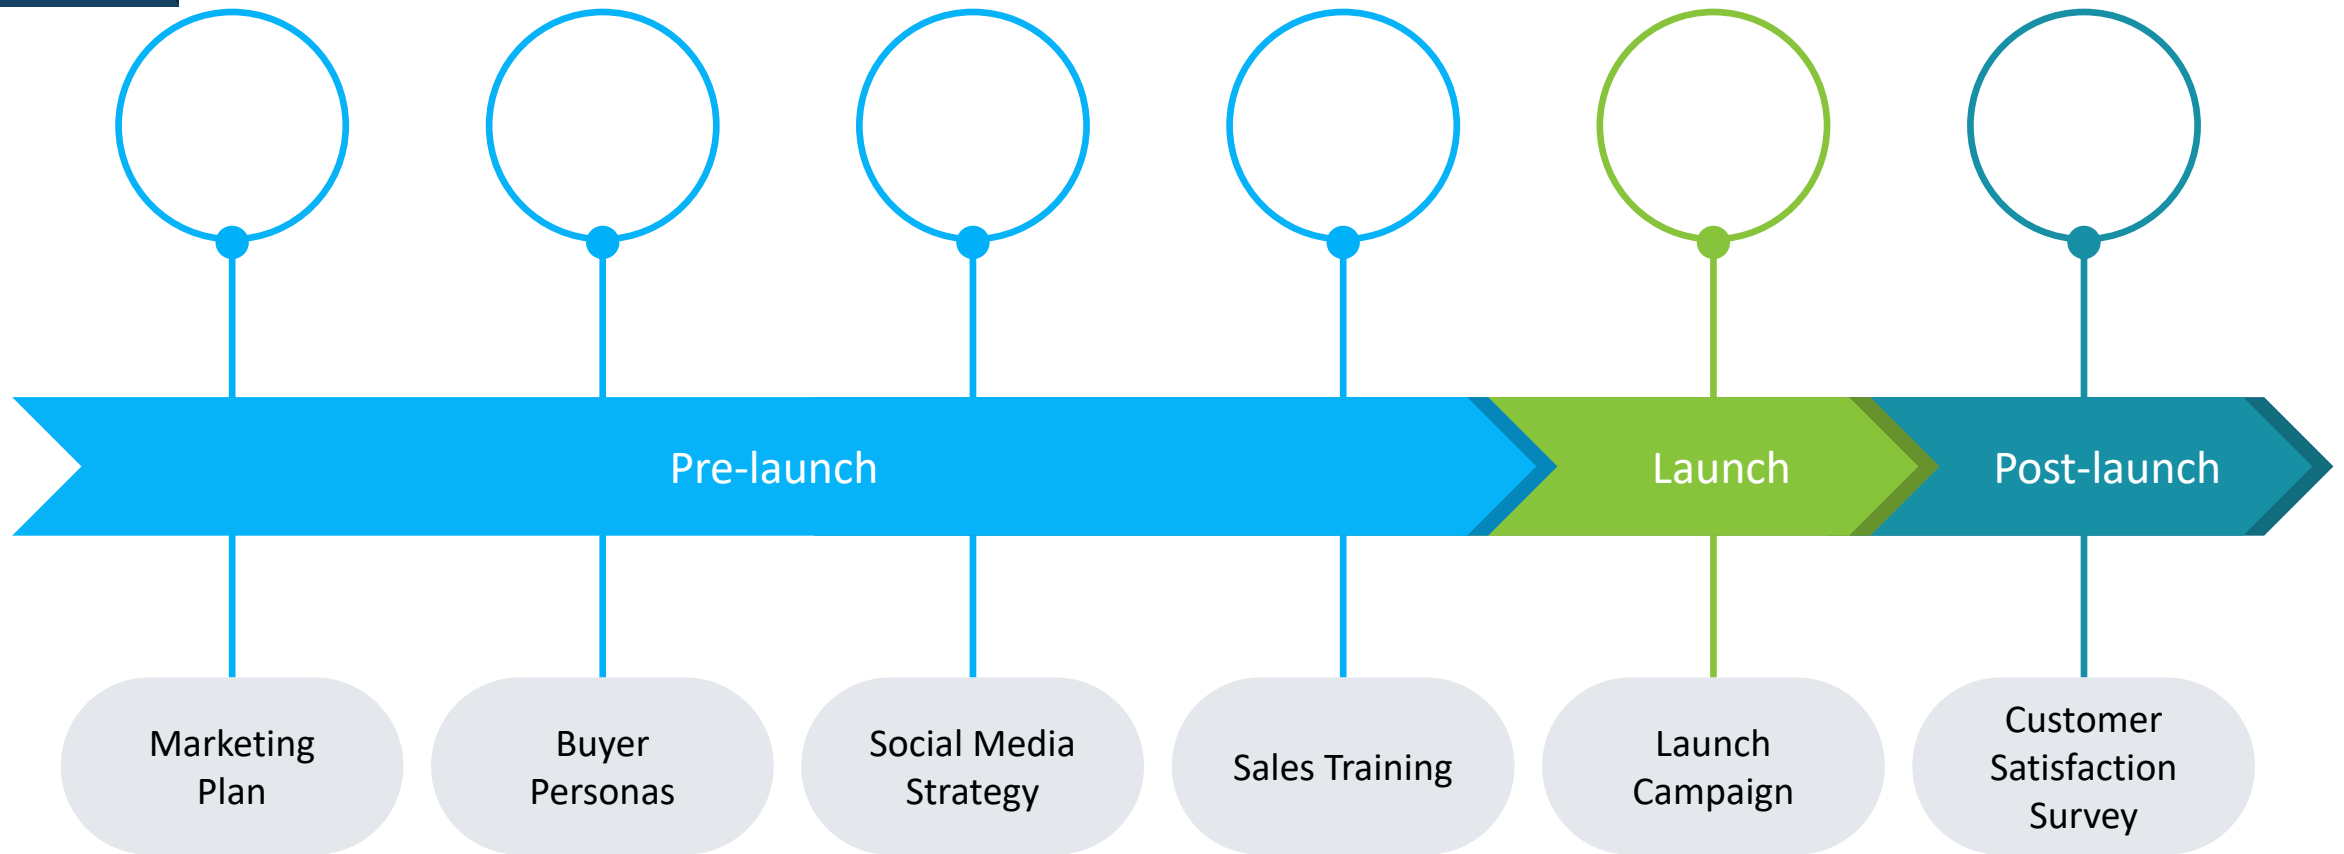 Pre-launch
Launch
Post-launch
Marketing
Plan
Buyer
Personas
Social Media
Strategy
Sales Training
Launch
Campaign
Customer
Satisfaction
Survey